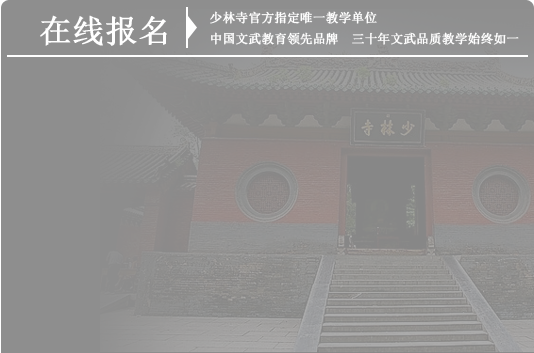 在线报名
少林寺官方指定唯一教学单位
中国文武教育领先品牌 三十年文武品质教学始终如一
寺林少